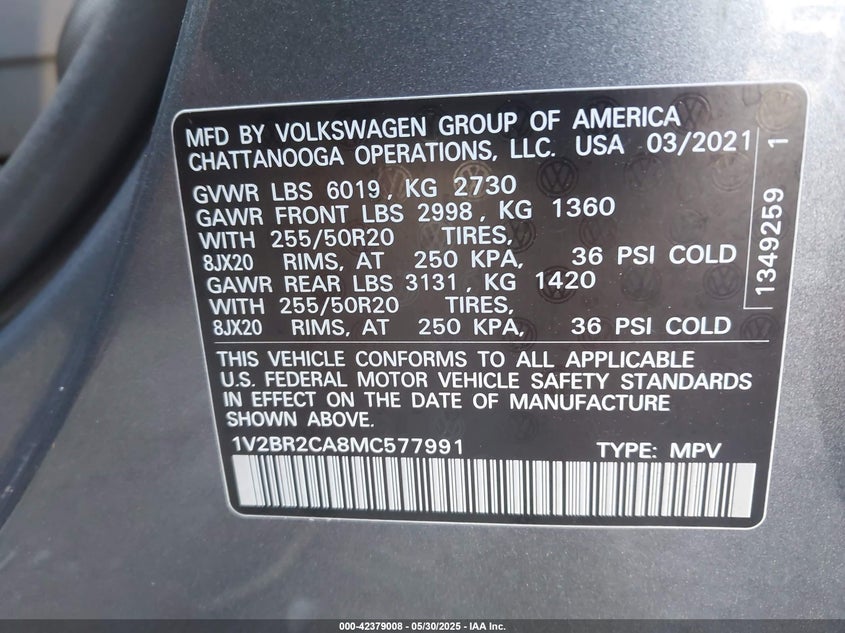 MFD BY VOLKSWAGEN GROUP OF AMERICA
CHATTANOOGA OPERATIONS, LLC. USA 03/2021
GVWR LBS 6019, KG 2730
GAWR FRONT LBS 2998, KG 1360
WITH 255/50R20 TIRES,
8JX20 RIMS, AT 250 KPA, 36 PSI COLD
GAWR REAR LBS 3131, KG 1420
WITH 255/50R20 TIRES,
8JX20 RIMS, AT 250 KPA, 36 PSI COLD
1349259 1
THIS VEHICLE CONFORMS TO ALL APPLICABLE
U.S. FEDERAL MOTOR VEHICLE SAFETY STANDARDS
IN EFFECT ON THE DATE OF MANUFACTURE
SHOWN ABOVE.
1V2BR2CA8MC577991 TYPE: MPV
000-42379008 - 05/30/2025 - IAA Inc.